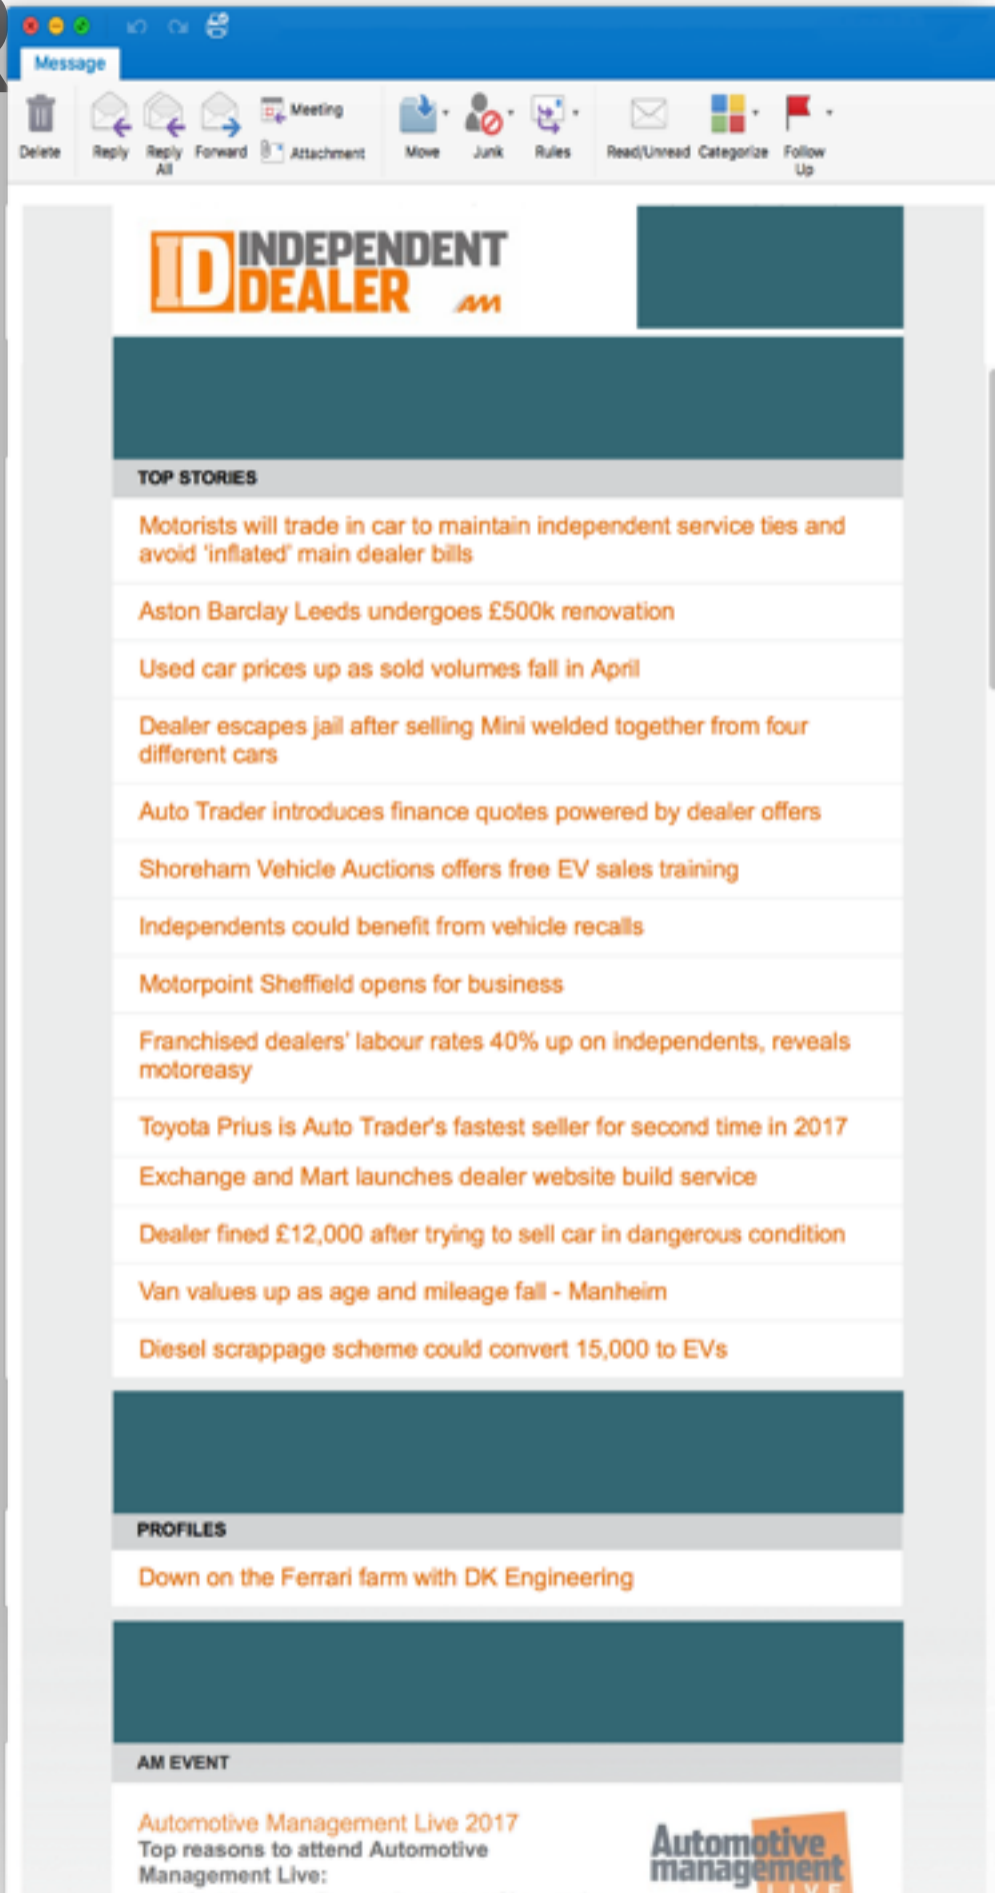 Message
Delete
Reply
Reply All
Forward
Meeting
Attachment
Move
Junk
Rules
Read/Unread
Categorize
Follow Up
ID INDEPENDENT
DEALER AM
TOP STORIES
Motorists will trade in car to maintain independent service ties and
avoid 'inflated' main dealer bills
Aston Barclay Leeds undergoes £500k renovation
Used car prices up as sold volumes fall in April
Dealer escapes jail after selling Mini welded together from four
different cars
Auto Trader introduces finance quotes powered by dealer offers
Shoreham Vehicle Auctions offers free EV sales training
Independents could benefit from vehicle recalls
Motorpoint Sheffield opens for business
Franchised dealers' labour rates 40% up on independents, reveals
motoreasy
Toyota Prius is Auto Trader's fastest seller for second time in 2017
Exchange and Mart launches dealer website build service
Dealer fined £12,000 after trying to sell car in dangerous condition
Van values up as age and mileage fall - Manheim
Diesel scrappage scheme could convert 15,000 to EVs
PROFILES
Down on the Ferrari farm with DK Engineering
AM EVENT
Automotive Management Live 2017
Top reasons to attend Automotive
Management Live:
Automotive
management
LIVE